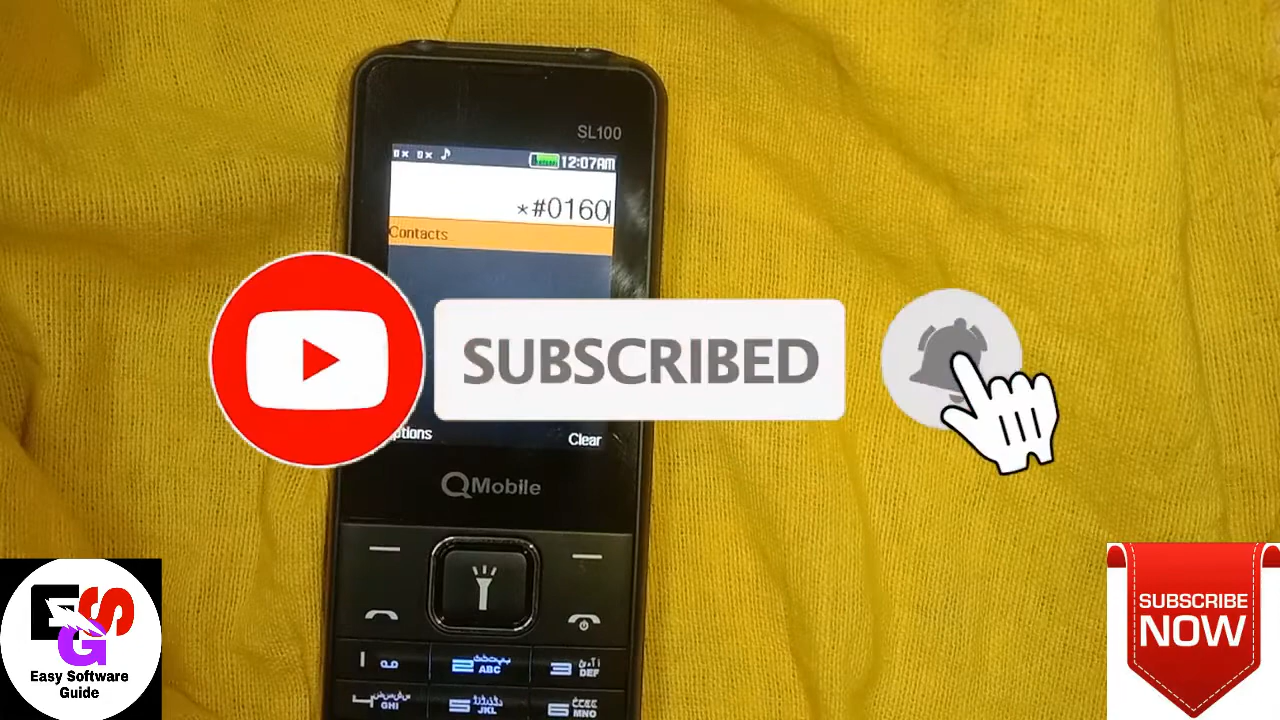 SL100
12:07AM
*#0160
Contacts
SUBSCRIBED
ptions
Clear
QMobile
ABC
DEF
GHI
JKL
MNO
EGS
Easy Software
Guide
SUBSCRIBE
NOW